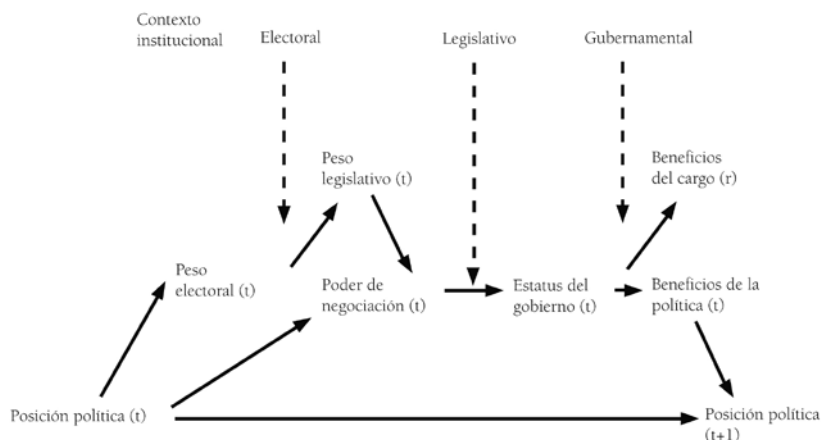 Contexto
institucional
Electoral
Legislativo
Gubernamental
Peso
legislativo (t)
Beneficios
del cargo (r)
Peso
electoral (t)
Poder de
negociación (t)
Estatus del
gobierno (t)
Beneficios de la
política (t)
Posición política (t)
Posición política
(t+1)